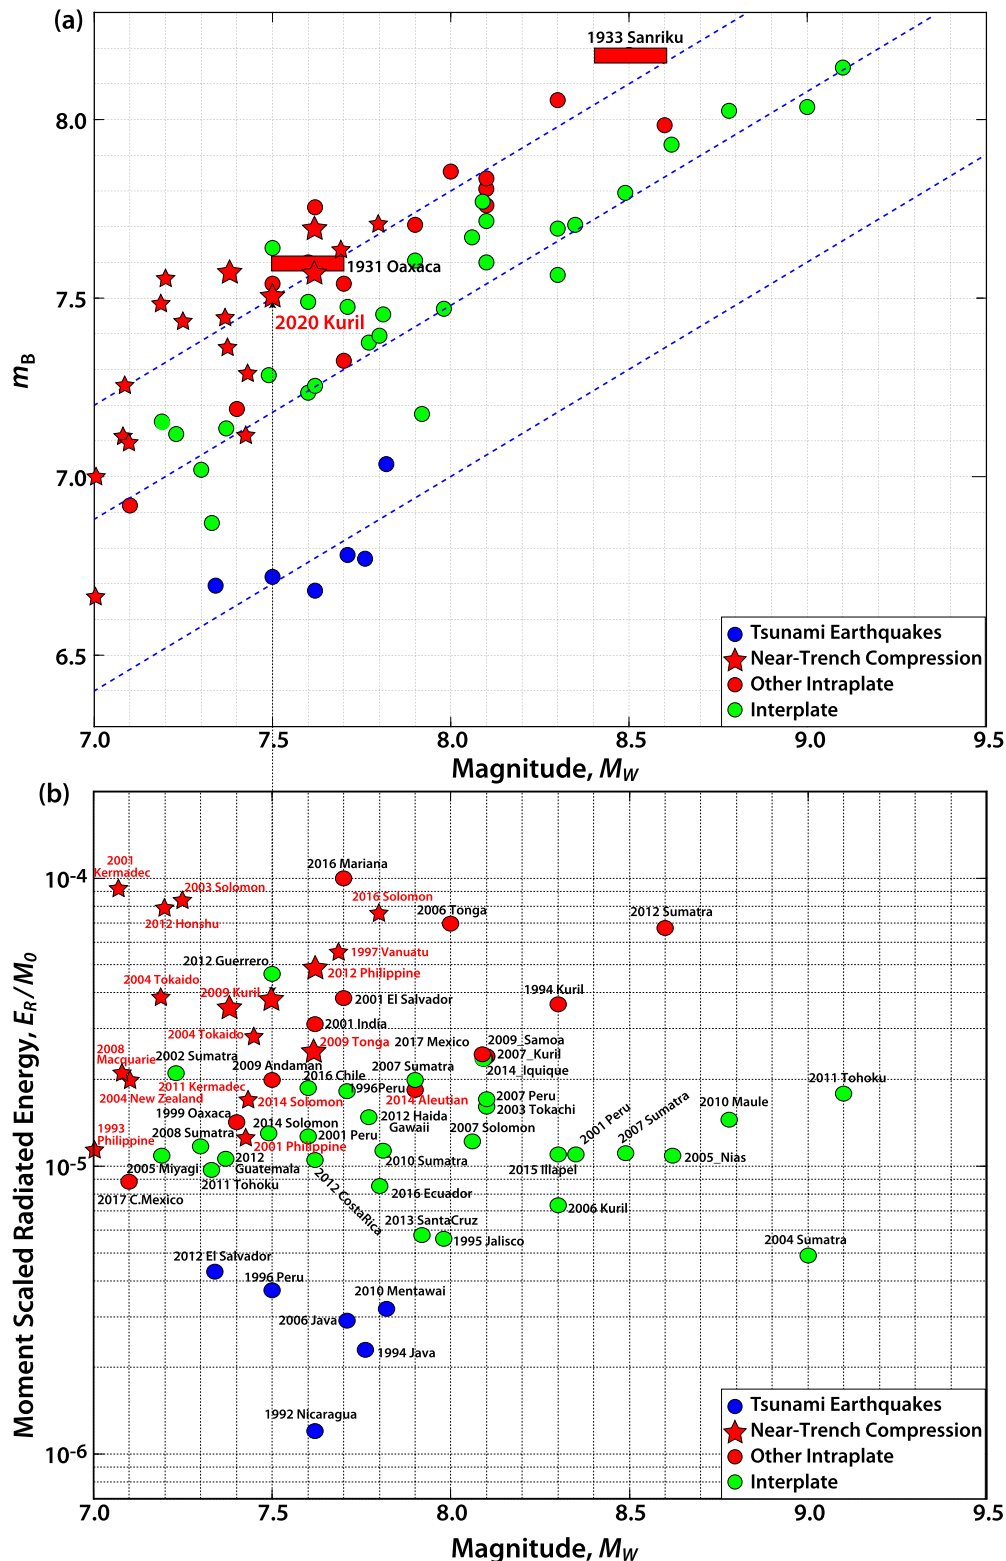 (a)
1933 Sanriku
8.0
1931 Oaxaca
7.5
2020 Kuril
m_B
7.0
6.5
Tsunami Earthquakes
Near-Trench Compression
Other Intraplate
Interplate
7.0 7.5 8.0 8.5 9.0 9.5
Magnitude, M_W
(b)
2001
Kermadec
2016 Mariana
10^-4
2003 Solomon
2016 Solomon
2006 Tonga
2012 Sumatra
2012 Honshu
1997 Vanuatu
2012 Guerrero
2012 Philippine
2004 Tokaido
2009 Kuril
2001 El Salvador
1994 Kuril
2001 India
2004 Tokaido
2009 Tonga
2017 Mexico
2009_Samoa
2007_Kuril
2014_Iquique
2008
Macquarie
2002 Sumatra
2009 Andaman
2016 Chile
2007 Sumatra
2011 Tohoku
2011 Kermadec
1996Peru
2014 Aleutian
2004 New Zealand
2014 Solomon
2007 Peru
2003 Tokachi
2010 Maule
1999 Oaxaca
2014 Solomon
2012 Haida
Gawaii
2007 Solomon
2001 Peru
2007 Sumatra
1993
Philippine
2008 Sumatra
2001 Philippine
2001 Peru
2005 Miyagi
2012
Guatemala
2010 Sumatra
2015 Illapel
2005_Nias
10^-5
2011 Tohoku
2017 C.Mexico
2012 CostaRica
2016 Ecuador
2006 Kuril
2013 SantaCruz
1995 Jalisco
2004 Sumatra
2012 El Salvador
1996 Peru
2010 Mentawai
2006 Java
1994 Java
1992 Nicaragua
10^-6
Moment Scaled Radiated Energy, E_R/M_0
Tsunami Earthquakes
Near-Trench Compression
Other Intraplate
Interplate
7.0 7.5 8.0 8.5 9.0 9.5
Magnitude, M_W